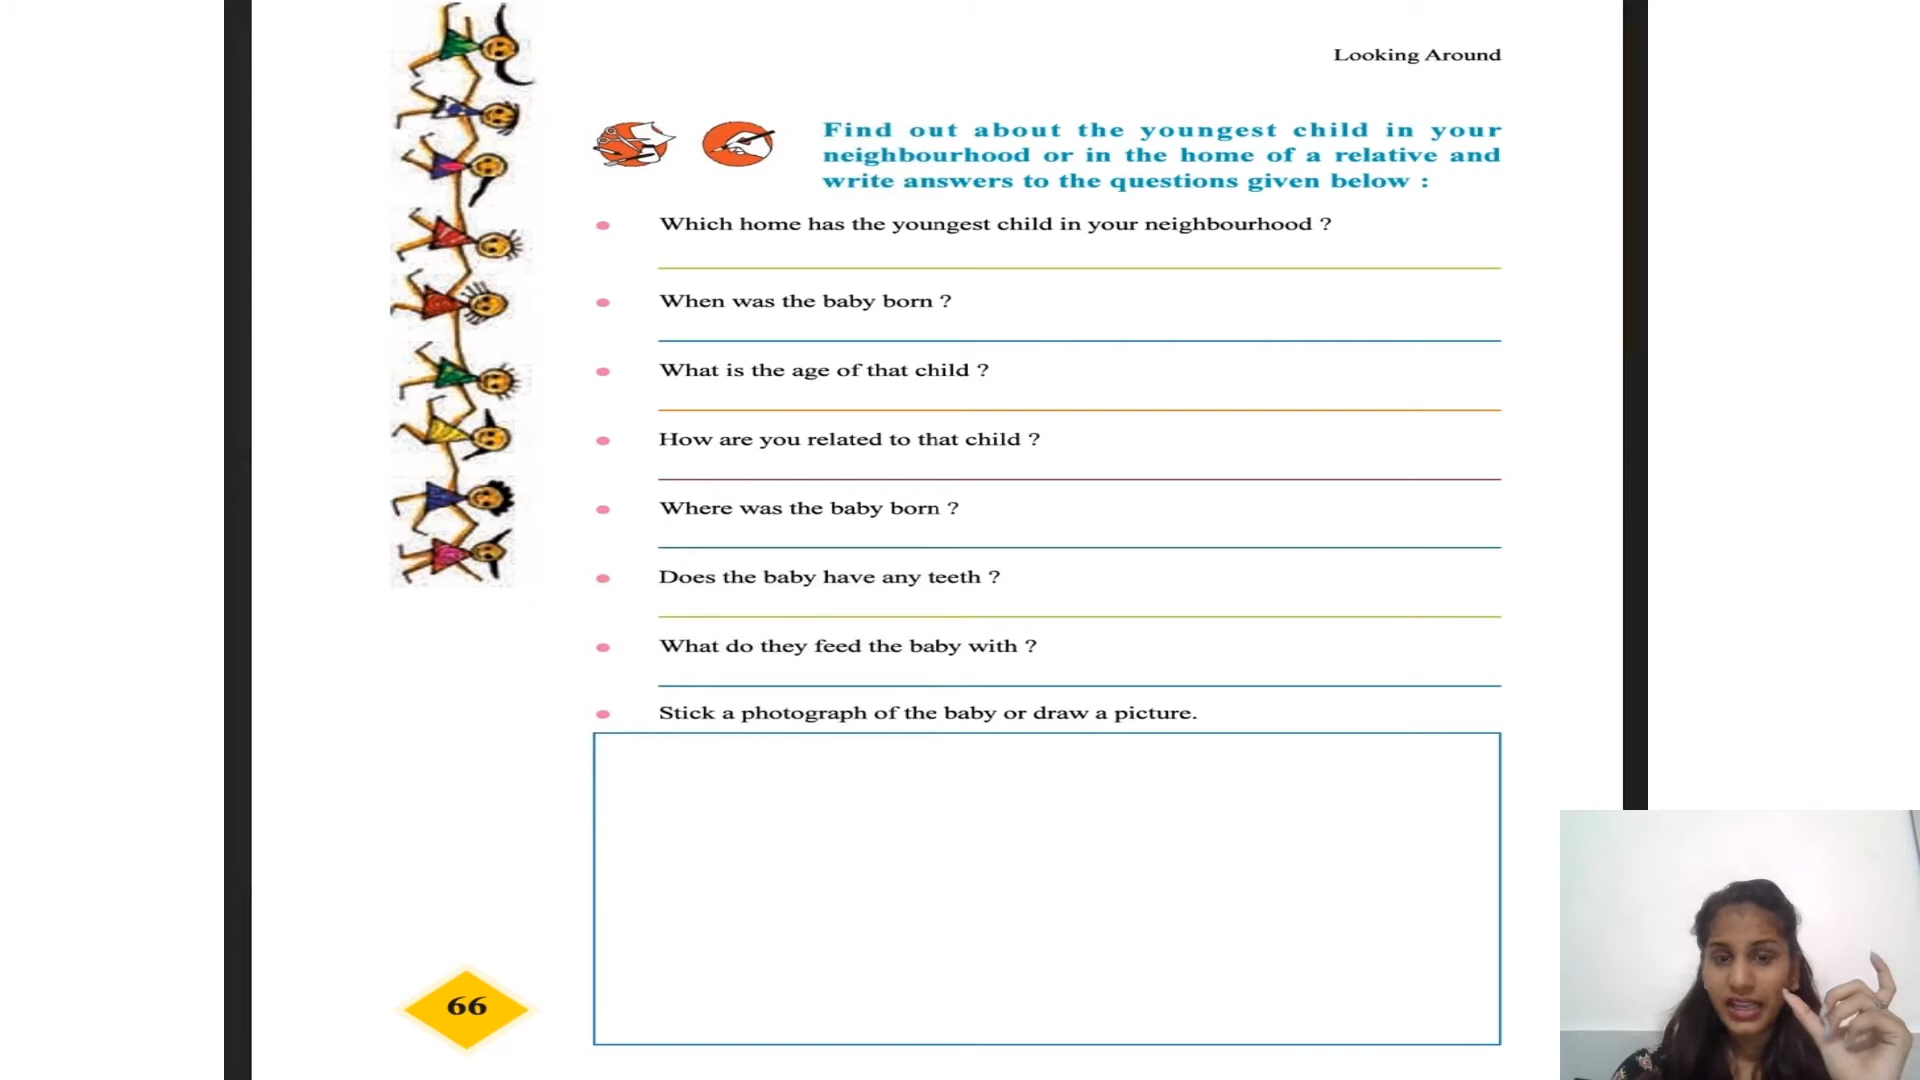 Looking Around
Find out about the youngest child in your
neighbourhood or in the home of a relative and
write answers to the questions given below :
Which home has the youngest child in your neighbourhood ?
When was the baby born ?
What is the age of that child ?
How are you related to that child ?
Where was the baby born ?
Does the baby have any teeth ?
What do they feed the baby with ?
Stick a photograph of the baby or draw a picture.
66